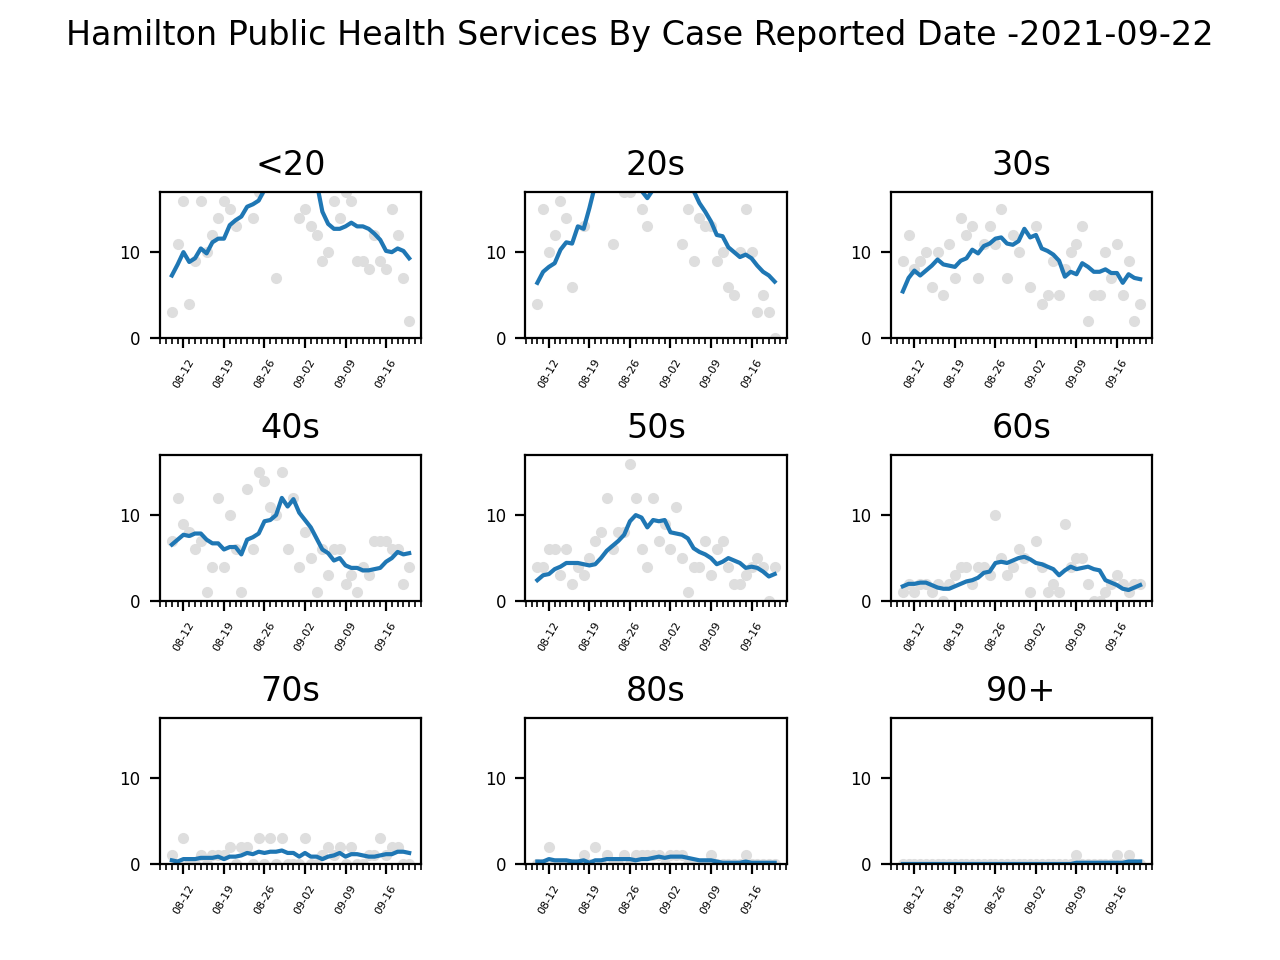 Hamilton Public Health Services By Case Reported Date -2021-09-22
<20 20s 30s
10 10 10
0 0 0
08-12 08-19 08-26 09-02 09-09 09-16 08-12 08-19 08-26 09-02 09-09 09-16 08-12 08-19 08-26 09-02 09-09 09-16
40s 50s 60s
10 10 10
0 0 0
08-12 08-19 08-26 09-02 09-09 09-16 08-12 08-19 08-26 09-02 09-09 09-16 08-12 08-19 08-26 09-02 09-09 09-16
70s 80s 90+
10 10 10
0 0 0
08-12 08-19 08-26 09-02 09-09 09-16 08-12 08-19 08-26 09-02 09-09 09-16 08-12 08-19 08-26 09-02 09-09 09-16